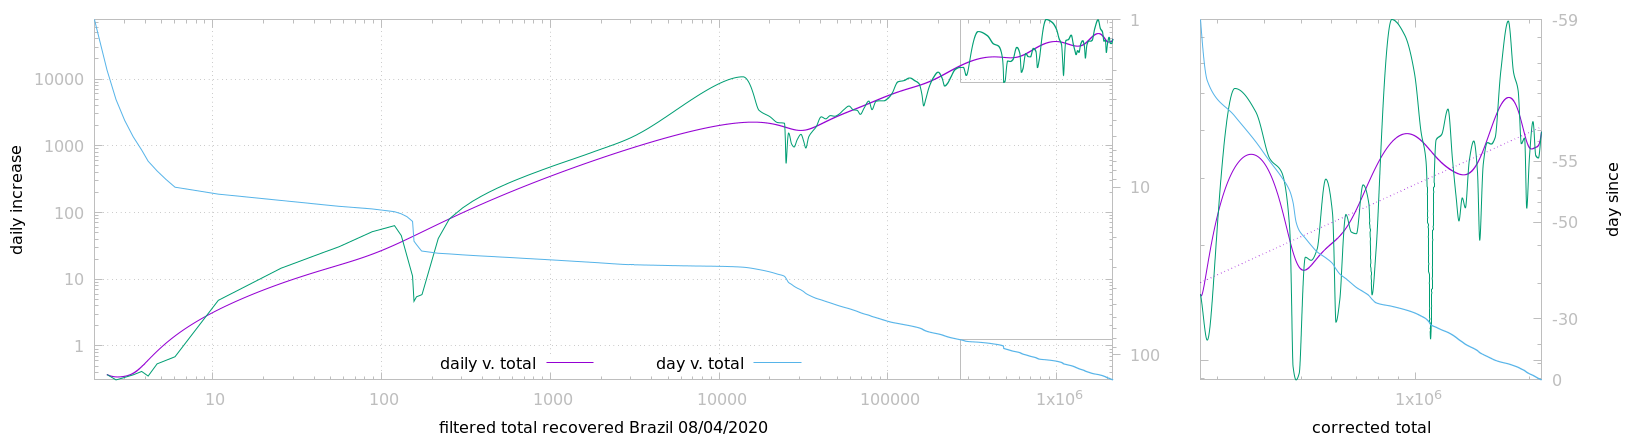 daily increase
10000
1000
100
10
1
10
100
1000
10000
100000
1x10⁶
1
10
100
daily v. total
day v. total
filtered total recovered Brazil 08/04/2020
-59
-55
-50
-30
0
day since
1x10⁶
corrected total